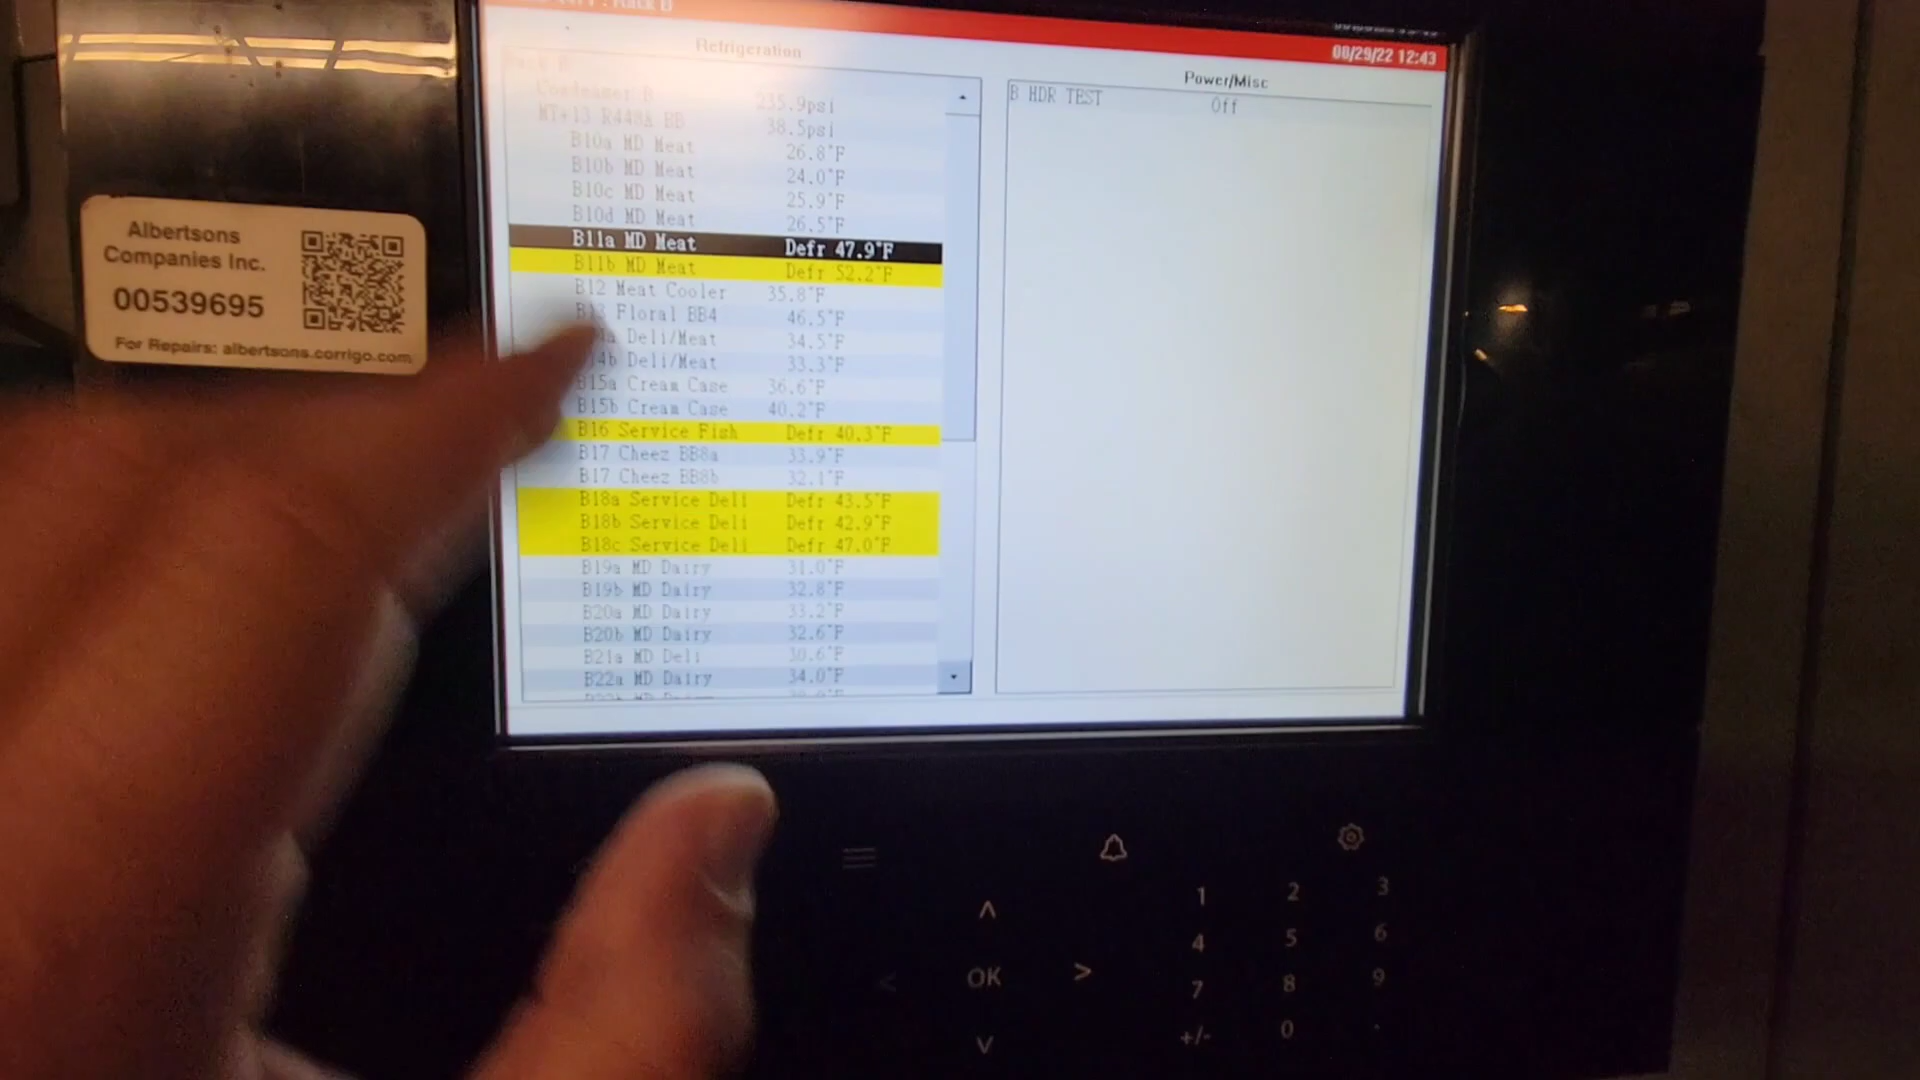 Rack B
08/29/22 12:43
Refrigeration
Power/Misc
Condenser B 235.9psi
MT+13 R448A BB 38.5psi
B10a MD Meat 26.8°F
B10b MD Meat 24.0°F
B10c MD Meat 25.9°F
B10d MD Meat 26.5°F
B11a MD Meat Defr 47.9°F
B11b MD Meat Defr 52.2°F
B12 Meat Cooler 35.8°F
B13 Floral BB4 46.5°F
Deli/Meat 34.5°F
Deli/Meat 33.3°F
B15a Cream Case 36.6°F
B15b Cream Case 40.2°F
B16 Service Fish Defr 40.3°F
B17 Cheez BB8a 33.9°F
B17 Cheez BB8b 32.1°F
B18a Service Deli Defr 43.5°F
B18b Service Deli Defr 42.9°F
B18c Service Deli Defr 47.0°F
B19a MD Dairy 31.0°F
B19b MD Dairy 32.8°F
B20a MD Dairy 33.2°F
B20b MD Dairy 32.6°F
B21a MD Deli 30.6°F
B22a MD Dairy 34.0°F
B HDR TEST Off
Albertsons
Companies Inc.
00539695
For Repairs: albertsons.corrigo.com
1 2 3
4 5 6
7 8 9
+/- 0 .
< OK >